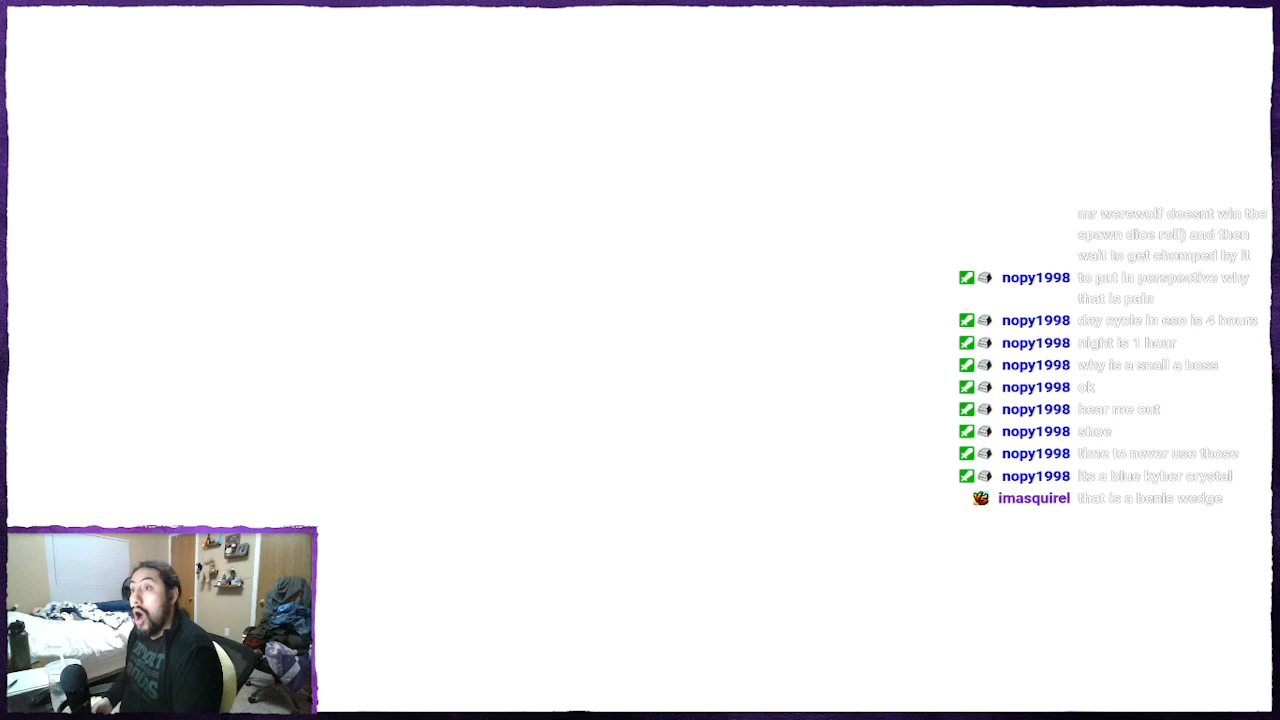 mr werewolf doesnt win the
spawn dice roll) and then
wait to get chomped by it
nopy1998 to put in perspective why
that is pain
nopy1998 day cycle in eso is 4 hours
nopy1998 night is 1 hour
nopy1998 why is a snail a boss
nopy1998 ok
nopy1998 hear me out
nopy1998 shoe
nopy1998 time to never use those
nopy1998 its a blue kyber crystal
imasquirel that is a benis wedge